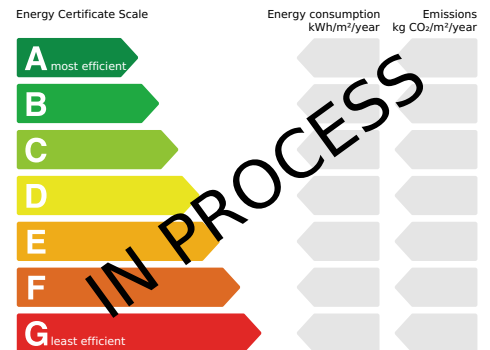 Energy Certificate Scale
Energy consumption
kWh/m²/year
Emissions
kg CO₂/m²/year
A most efficient
B
C
D
E
F
G least efficient
IN PROCESS